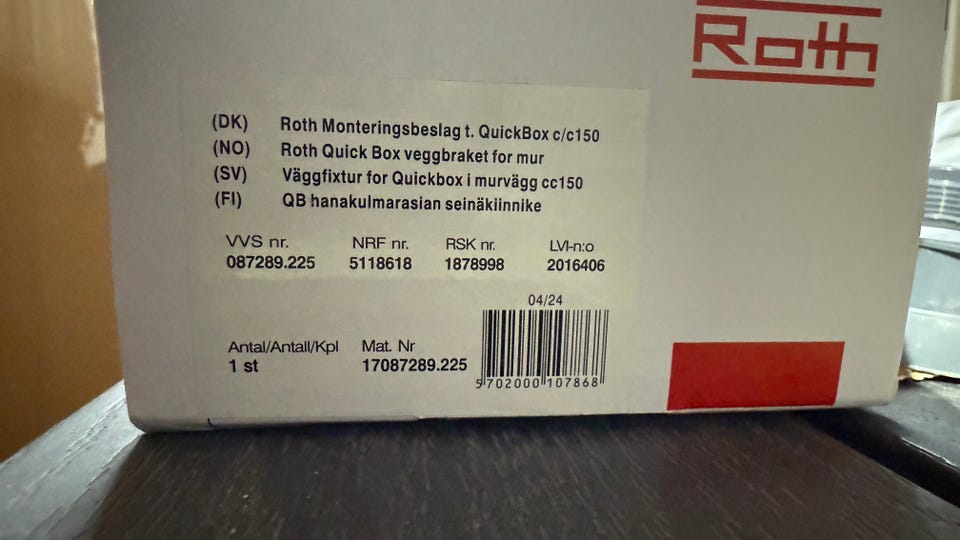 Roth
(DK) Roth Monteringsbeslag t. QuickBox c/c150
(NO) Roth Quick Box veggbraket for mur
(SV) Väggfixtur for Quickbox i murvägg cc150
(FI) QB hanakulmarasian seinäkiinnike
VVS nr. NRF nr. RSK nr. LVI-n:o
087289.225 5118618 1878998 2016406
04/24
Antal/Antall/Kpl Mat. Nr
1 st 17087289.225
5702000107868